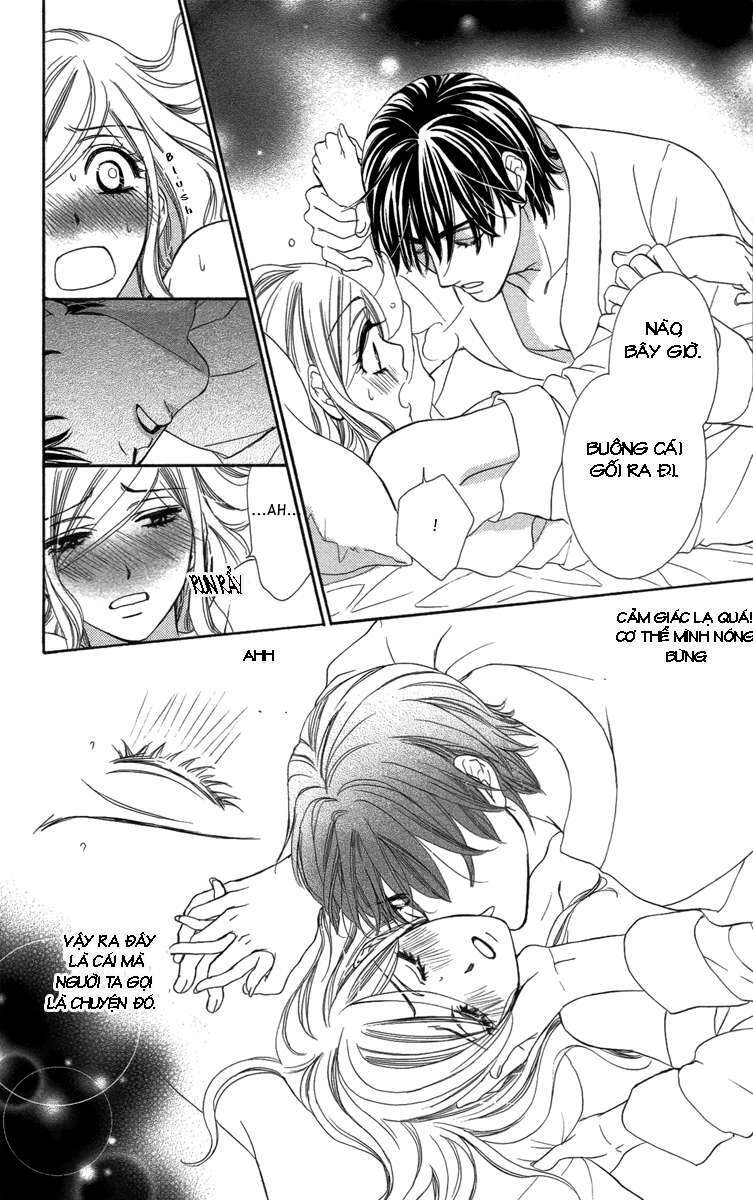 NÀO,
BÂY GIỜ.
BUÔNG CÁI
GỐI RA ĐI.
!
Blush
...AH...
RUN RẨY
CẢM GIÁC LẠ QUÁ!
CƠ THỂ MÌNH NÓNG
BỪNG
AHH
VẬY RA ĐÂY
LÀ CÁI MÀ
NGƯỜI TA GỌI
LÀ CHUYỆN ĐÓ.